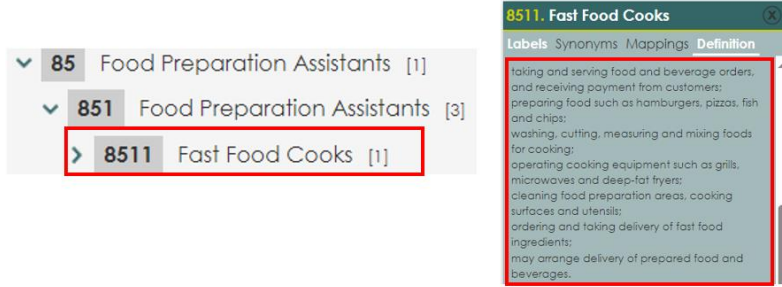 85 Food Preparation Assistants [1]
851 Food Preparation Assistants [3]
8511 Fast Food Cooks [1]
8511. Fast Food Cooks
Labels Synonyms Mappings Definition
taking and serving food and beverage orders,
and receiving payment from customers;
preparing food such as hamburgers, pizzas, fish
and chips;
washing, cutting, measuring and mixing foods
for cooking;
operating cooking equipment such as grills,
microwaves and deep-fat fryers;
cleaning food preparation areas, cooking
surfaces and utensils;
ordering and taking delivery of fast food
ingredients;
may arrange delivery of prepared food and
beverages.